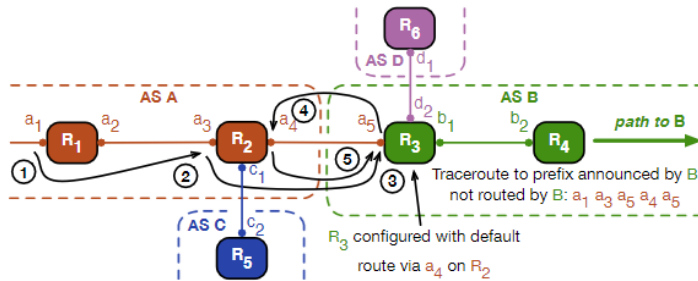 R6
AS D
d1
AS A
AS B
d2
a1
R1
a2
a3
R2
a4
4
a5
R3
b1
b2
R4
path to B
1
2
c1
5
3
Traceroute to prefix announced by B
not routed by B: a1 a3 a5 a4 a5
AS C
c2
R5
R3 configured with default
route via a4 on R2